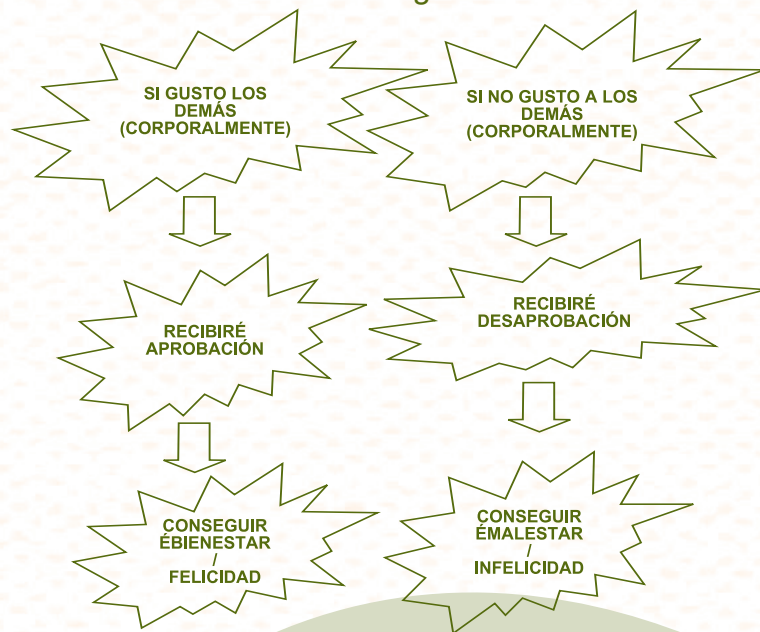 SI GUSTO LOS
DEMÁS
(CORPORALMENTE)
SI NO GUSTO A LOS
DEMÁS
(CORPORALMENTE)
RECIBIRÉ
APROBACIÓN
RECIBIRÉ
DESAPROBACIÓN
CONSEGUIR
ÉBIENESTAR
/
FELICIDAD
CONSEGUIR
ÉMALESTAR
/
INFELICIDAD